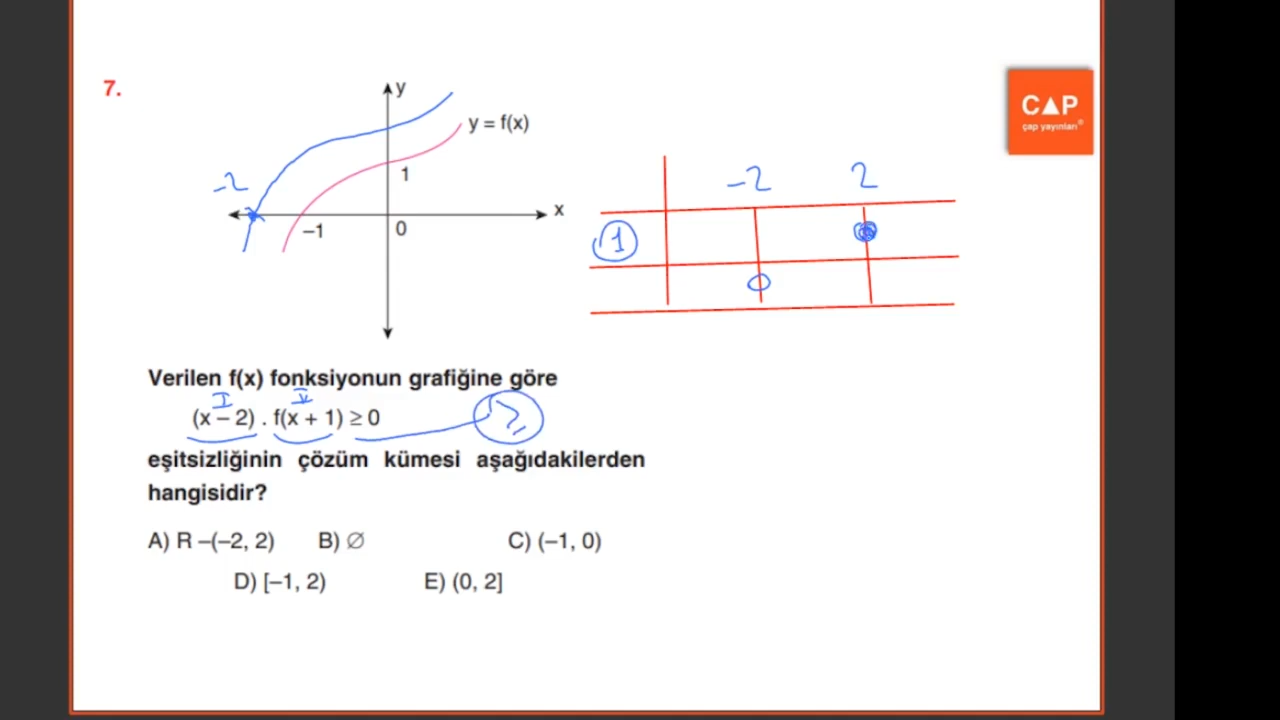 7.
y
y = f(x)
CAP
çap yayınları®
-2
1
x
–1
0
-2 2
1
Verilen f(x) fonksiyonun grafiğine göre
I II
(x – 2) . f(x + 1) ≥ 0
≥
eşitsizliğinin çözüm kümesi aşağıdakilerden
hangisidir?
A) R –(–2, 2) B) ∅ C) (–1, 0)
D) [–1, 2) E) (0, 2]